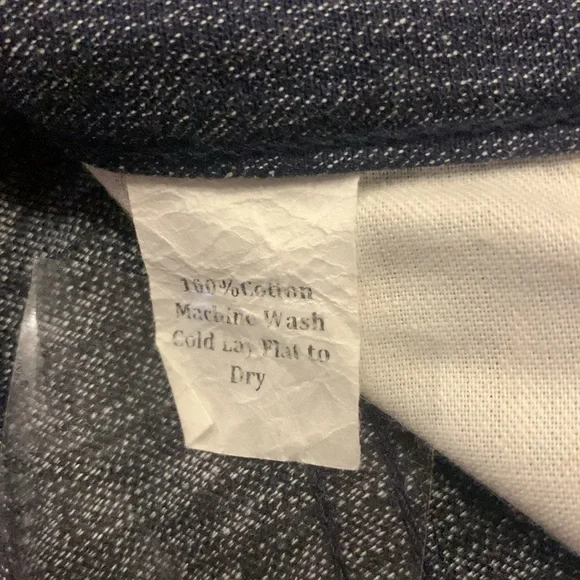 100%Cotton
Machine Wash
Cold Lay Flat to
Dry